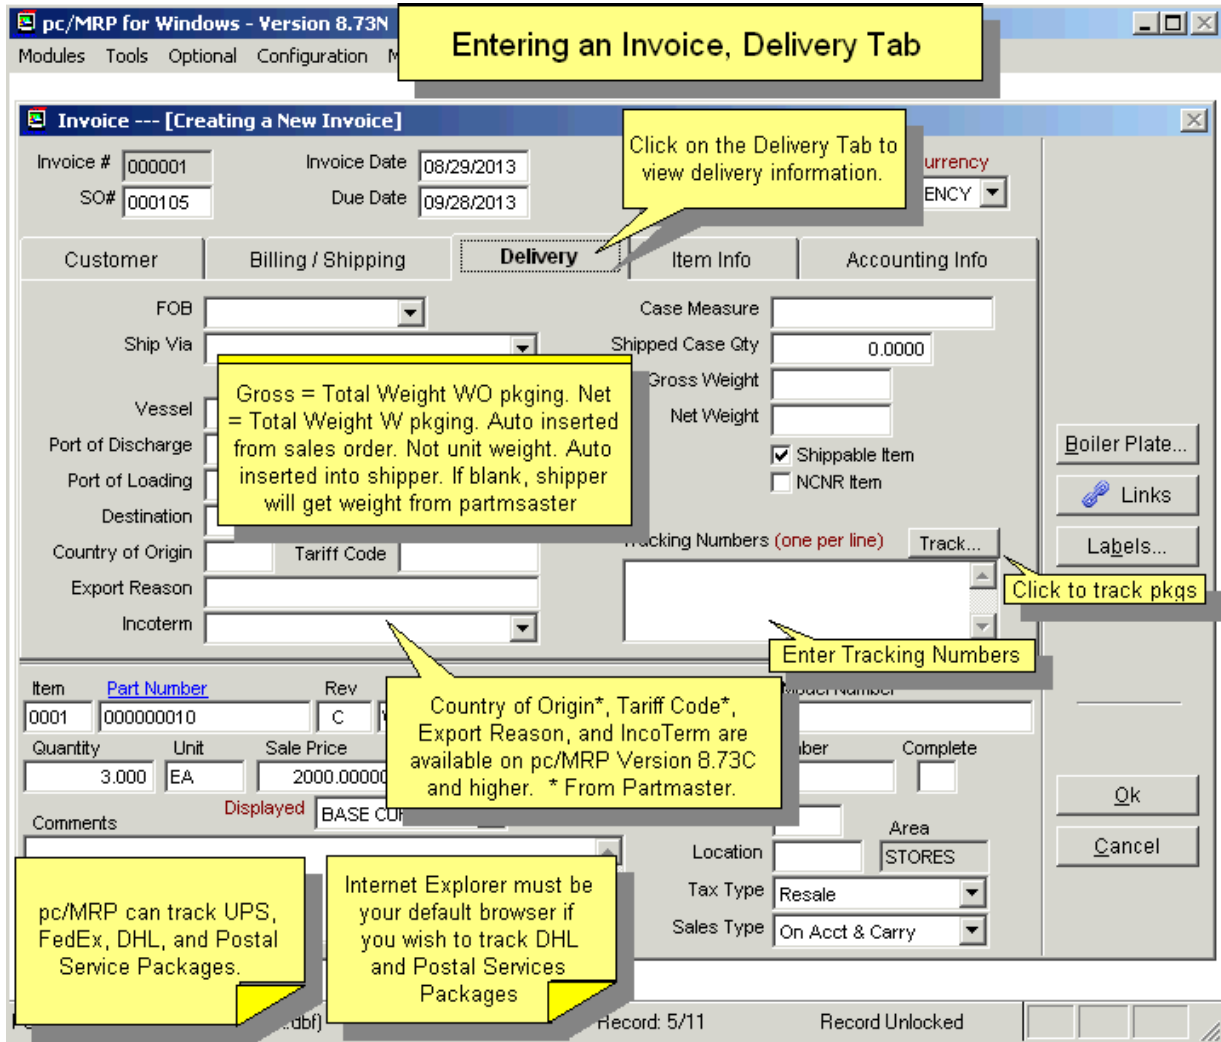 pc/MRP for Windows - Version 8.73N
Entering an Invoice, Delivery Tab
Modules Tools Optional Configuration
Invoice --- [Creating a New Invoice]
Click on the Delivery Tab to
view delivery information.
Invoice # 000001 Invoice Date 08/29/2013
SO# 000105 Due Date 09/28/2013
Customer Billing / Shipping Delivery Item Info Accounting Info
FOB Case Measure
Ship Via Shipped Case Qty 0.0000
Gross Weight
Vessel Net Weight
Gross = Total Weight WO pkging. Net
= Total Weight W pkging. Auto inserted
from sales order. Not unit weight. Auto
inserted into shipper. If blank, shipper
will get weight from partmsaster
Port of Discharge Shippable Item
Port of Loading NCNR Item
Destination
Country of Origin Tariff Code Tracking Numbers (one per line) Track...
Export Reason
Incoterm
Click to track pkgs
Enter Tracking Numbers
Boiler Plate...
Links
Labels...
Item Part Number Rev Model Number
0001 000000010 C
Country of Origin*, Tariff Code*,
Export Reason, and IncoTerm are
available on pc/MRP Version 8.73C
and higher. * From Partmaster.
Quantity Unit Sale Price Complete
3.000 EA 2000.00000
Displayed BASE
Comments Area
Location STORES
Tax Type Resale
Sales Type On Acct & Carry
Ok
Cancel
pc/MRP can track UPS,
FedEx, DHL, and Postal
Service Packages.
Internet Explorer must be
your default browser if
you wish to track DHL
and Postal Services
Packages
.dbf) Record: 5/11 Record Unlocked